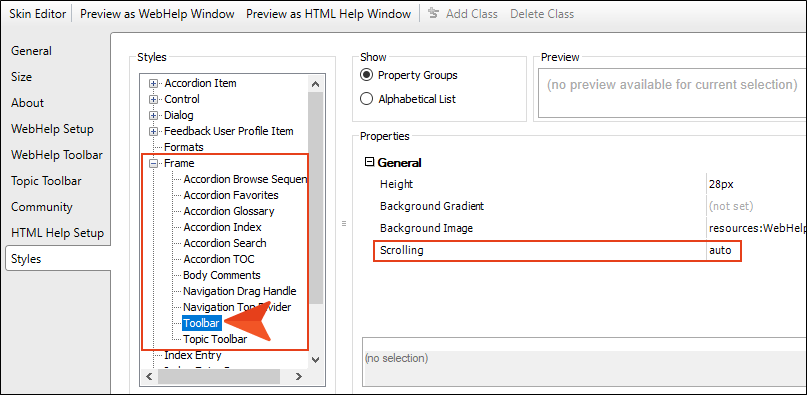 Skin Editor Preview as WebHelp Window Preview as HTML Help Window Add Class Delete Class
General
Size
About
WebHelp Setup
WebHelp Toolbar
Topic Toolbar
Community
HTML Help Setup
Styles
Styles
Accordion Item
Control
Dialog
Feedback User Profile Item
Formats
Frame
Accordion Browse Sequen
Accordion Favorites
Accordion Glossary
Accordion Index
Accordion Search
Accordion TOC
Body Comments
Navigation Drag Handle
Navigation Top Divider
Toolbar
Topic Toolbar
Index Entry
Show
Property Groups
Alphabetical List
Preview
(no preview available for current selection)
Properties
General
Height 28px
Background Gradient (not set)
Background Image resources:WebHelp
Scrolling auto
(no selection)